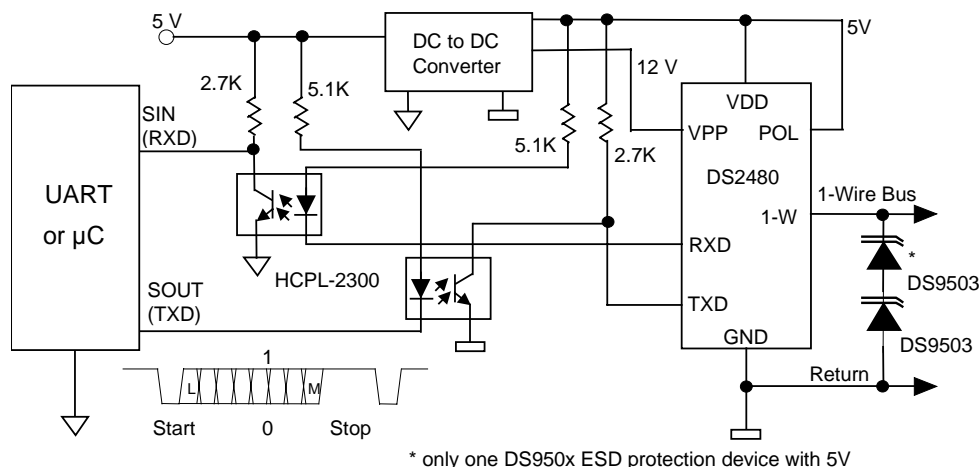 5 V
DC to DC
Converter
5V
12 V
2.7K
5.1K
SIN
(RXD)
5.1K
2.7K
VDD
VPP
POL
DS2480
UART
or µC
1-Wire Bus
1-W
RXD
HCPL-2300
*
DS9503
SOUT
(TXD)
TXD
GND
DS9503
1
L
M
Return
Start
0
Stop
* only one DS950x ESD protection device with 5V